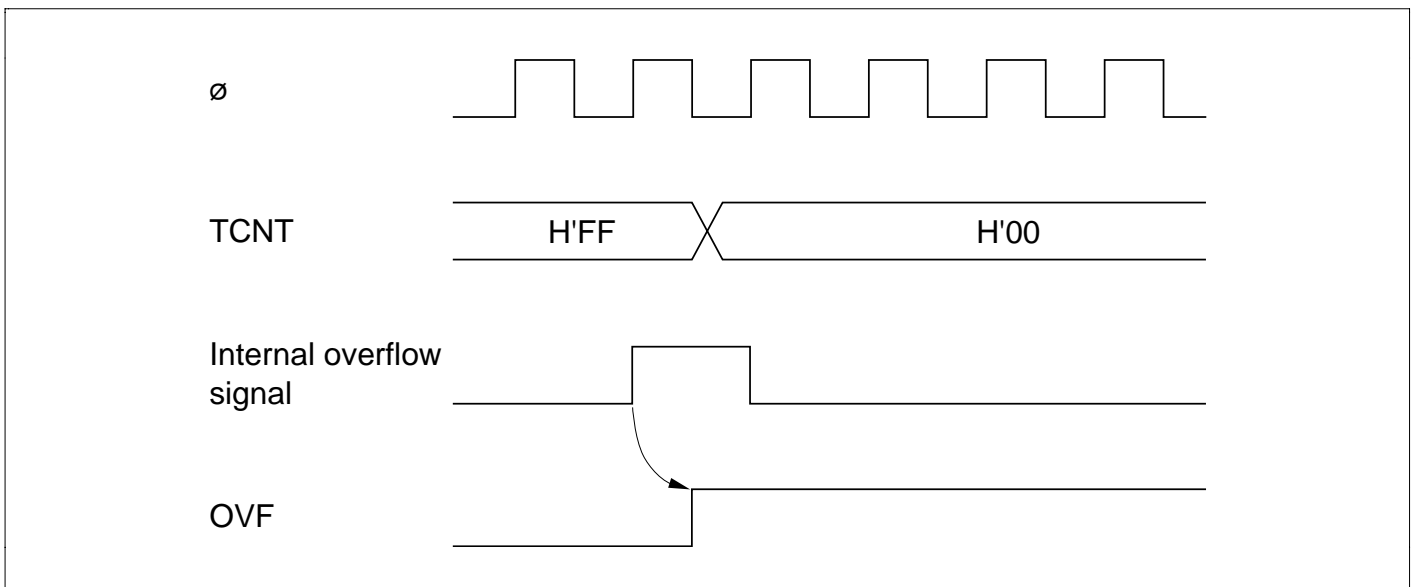 ø
TCNT
H'FF
H'00
Internal overflow
signal
OVF